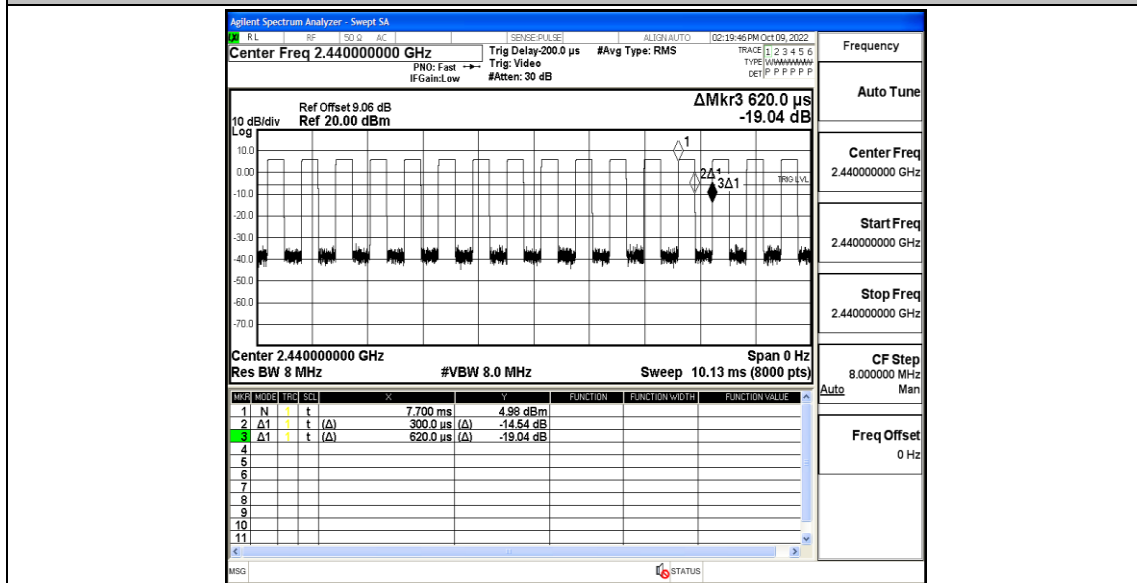 Agilent Spectrum Analyzer - Swept SA
LXI RL RF 50 Ω AC SENSE:PULSE ALIGN AUTO 02:19:46 PM Oct 09, 2022
Center Freq 2.440000000 GHz
PNO: Fast
IFGain:Low
Trig Delay-200.0 µs
Trig: Video
#Atten: 30 dB
#Avg Type: RMS
TRACE 1 2 3 4 5 6
TYPE
DET P P P P P P
ΔMkr3 620.0 µs
-19.04 dB
Ref Offset 9.06 dB
10 dB/div Ref 20.00 dBm
Log
10.0
0.00
-10.0
-20.0
-30.0
-40.0
-50.0
-60.0
-70.0
1
2Δ1
3Δ1
TRIG LVL
Center 2.440000000 GHz Span 0 Hz
Res BW 8 MHz #VBW 8.0 MHz Sweep 10.13 ms (8000 pts)
MKR MODE TRC SCL X Y FUNCTION FUNCTION WIDTH FUNCTION VALUE
1 N 1 t 7.700 ms 4.98 dBm
2 Δ1 1 t (Δ) 300.0 µs (Δ) -14.54 dB
3 Δ1 1 t (Δ) 620.0 µs (Δ) -19.04 dB
4
5
6
7
8
9
10
11
MSG STATUS
Frequency
Auto Tune
Center Freq
2.440000000 GHz
Start Freq
2.440000000 GHz
Stop Freq
2.440000000 GHz
CF Step
8.000000 MHz
Auto Man
Freq Offset
0 Hz